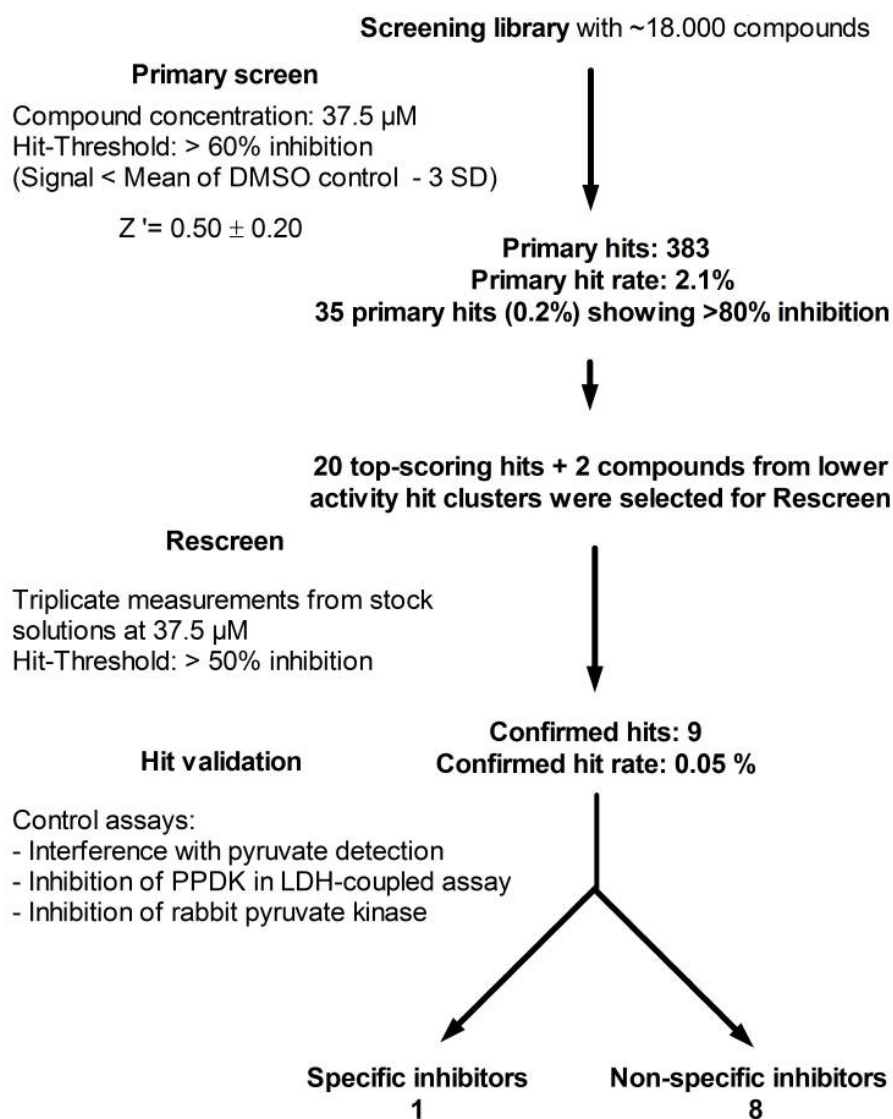 Screening library with ~18.000 compounds
Primary screen
Compound concentration: 37.5 µM
Hit-Threshold: > 60% inhibition
(Signal < Mean of DMSO control - 3 SD)
Z '= 0.50 ± 0.20
Primary hits: 383
Primary hit rate: 2.1%
35 primary hits (0.2%) showing >80% inhibition
20 top-scoring hits + 2 compounds from lower
activity hit clusters were selected for Rescreen
Rescreen
Triplicate measurements from stock
solutions at 37.5 µM
Hit-Threshold: > 50% inhibition
Confirmed hits: 9
Confirmed hit rate: 0.05 %
Hit validation
Control assays:
- Interference with pyruvate detection
- Inhibition of PPDK in LDH-coupled assay
- Inhibition of rabbit pyruvate kinase
Specific inhibitors
1
Non-specific inhibitors
8